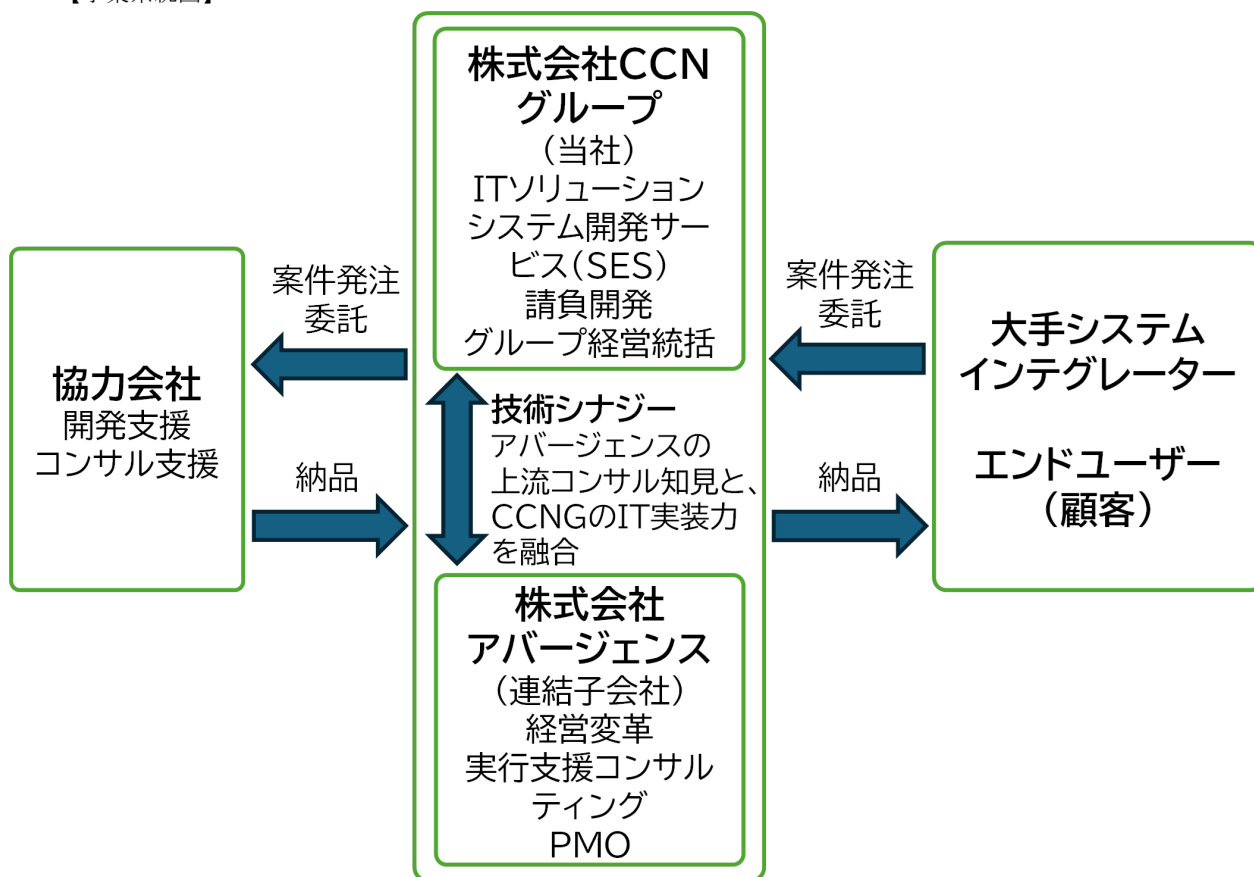 【事業系統図】
株式会社CCN
グループ
(当社)
ITソリューション
システム開発サー
ビス(SES)
請負開発
グループ経営統括
協力会社
開発支援
コンサル支援
案件発注
委託
納品
技術シナジー
アバージェンスの
上流コンサル知見と、
CCNGのIT実装力
を融合
株式会社
アバージェンス
(連結子会社)
経営変革
実行支援コンサル
ティング
PMO
案件発注
委託
納品
大手システム
インテグレーター
エンドユーザー
(顧客)